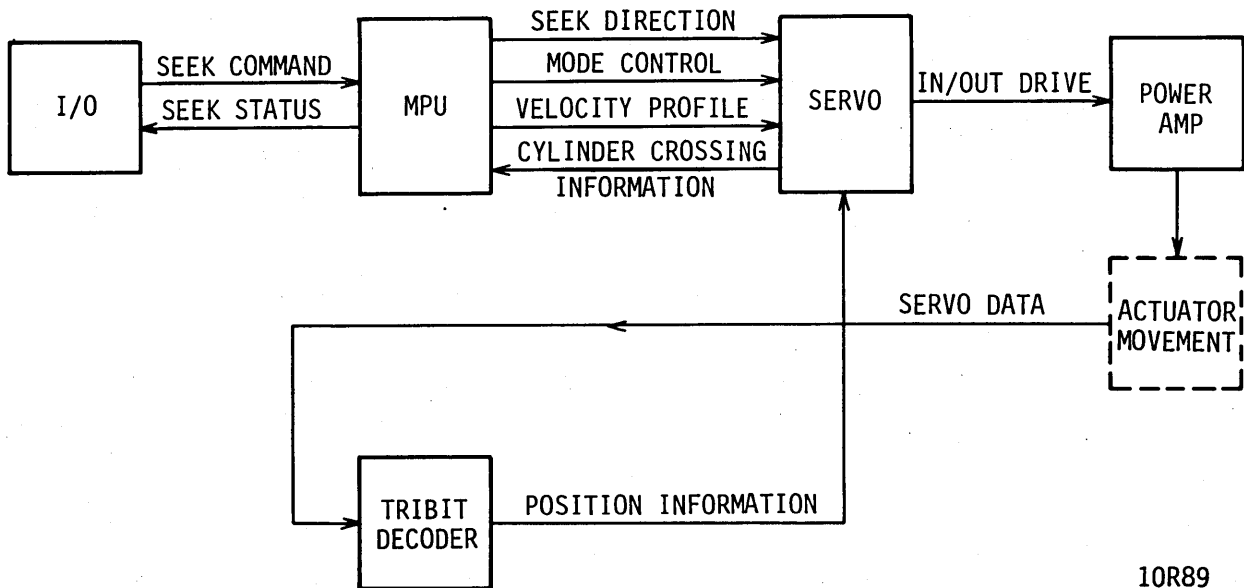 SEEK DIRECTION
SEEK COMMAND
MODE CONTROL
I/O
MPU
SERVO
IN/OUT DRIVE
POWER
AMP
SEEK STATUS
VELOCITY PROFILE
CYLINDER CROSSING
INFORMATION
SERVO DATA
ACTUATOR
MOVEMENT
TRIBIT
DECODER
POSITION INFORMATION
10R89